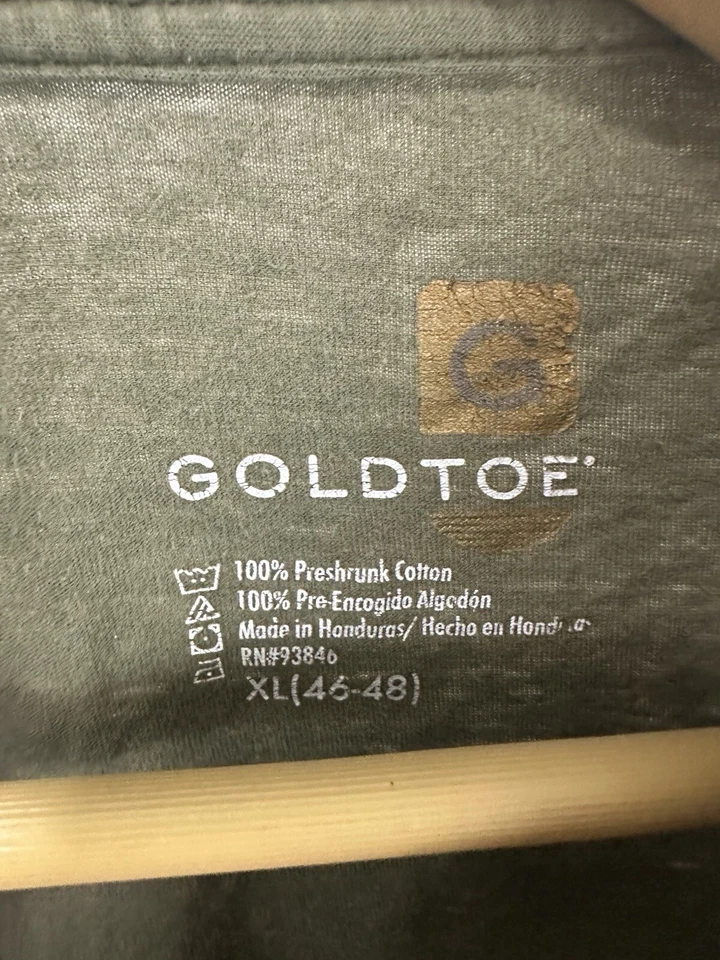 G
GOLDTOE®
100% Preshrunk Cotton
100% Pre-Encogido Algodón
Made in Honduras/ Hecho en
RN#93846
XL(46-48)